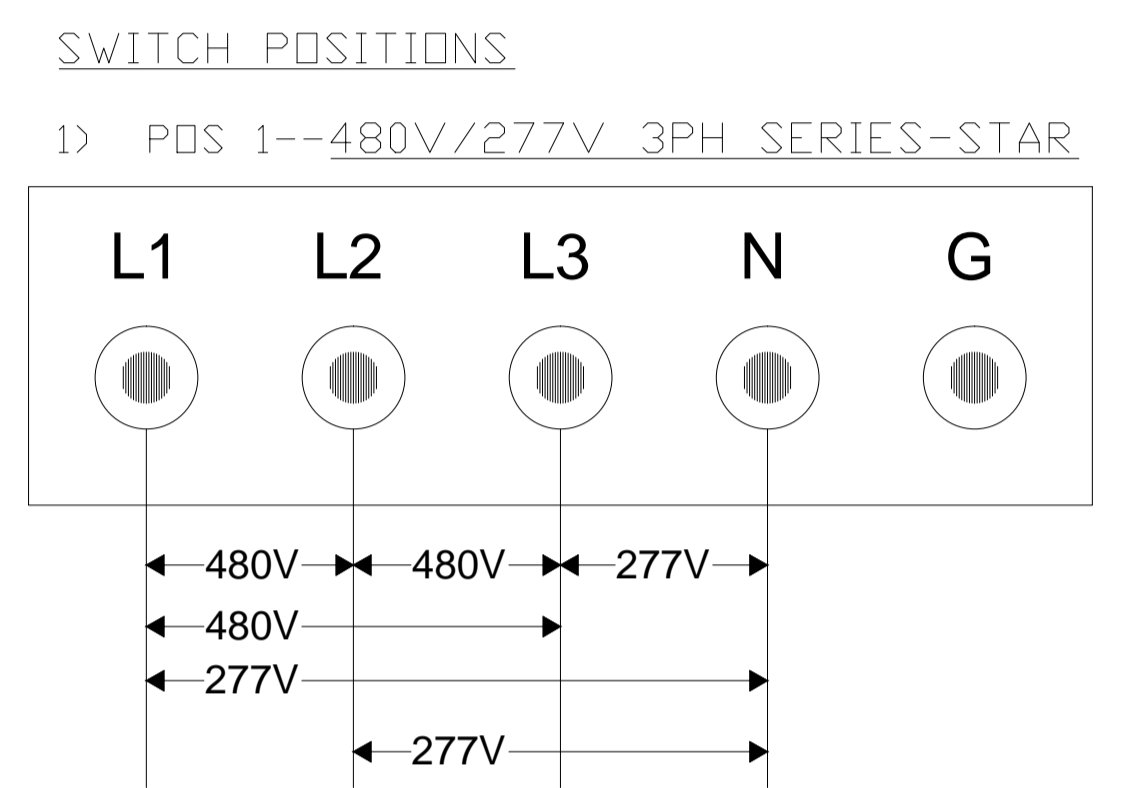 SWITCH POSITIONS
1) POS 1--480V/277V 3PH SERIES-STAR
L1 L2 L3 N G
480V 480V 277V
480V
277V
277V